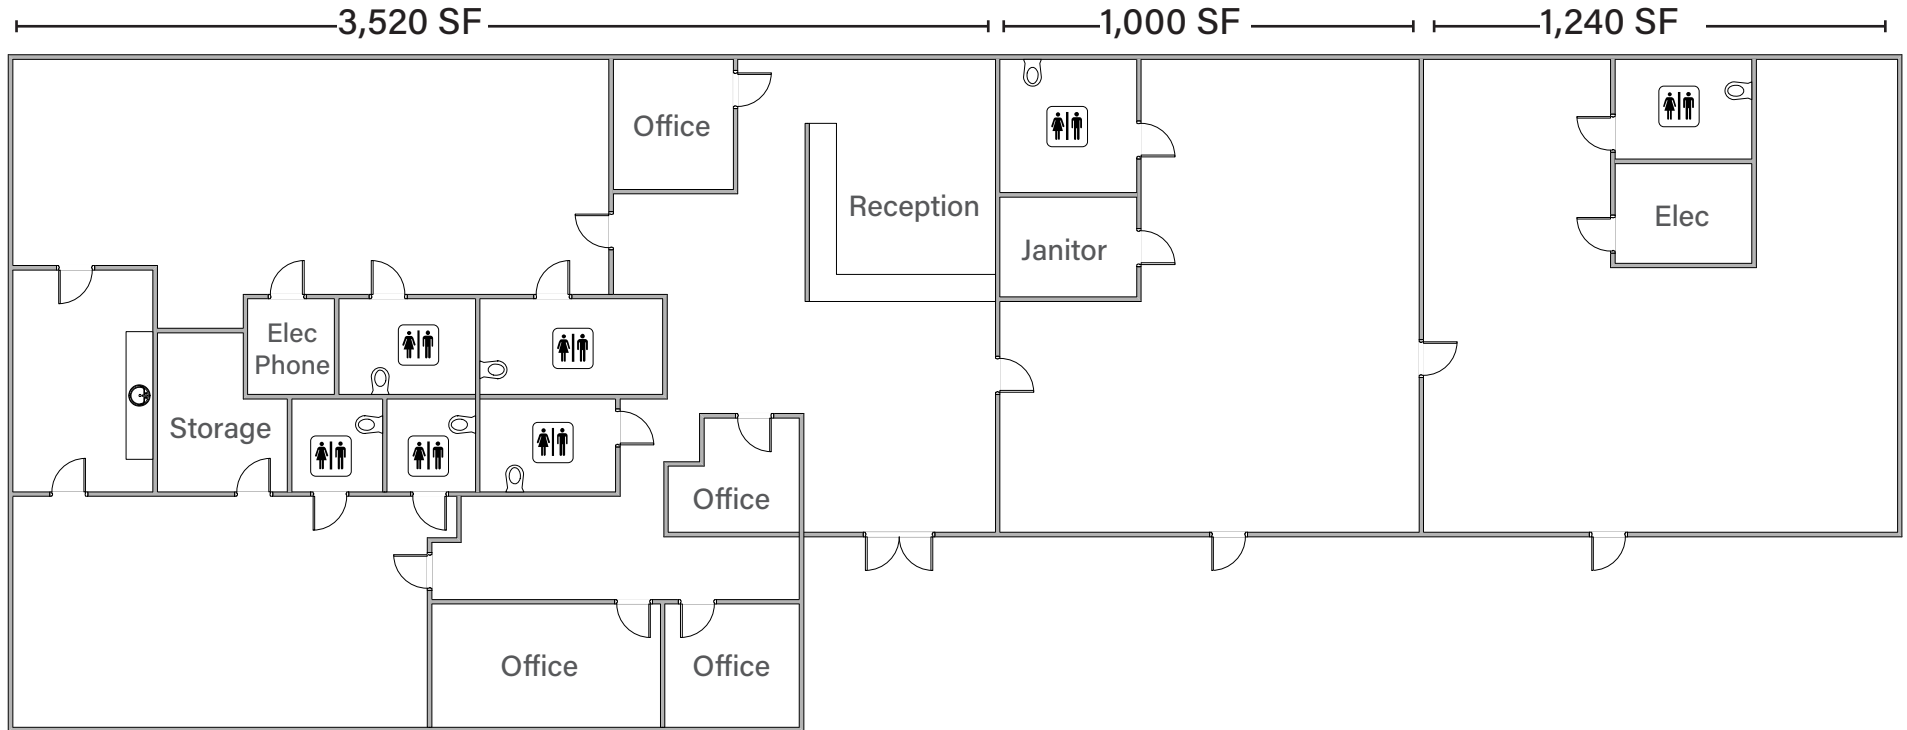 3,520 SF
1,000 SF
1,240 SF
Office
Reception
Janitor
Elec
Elec
Phone
Storage
Office
Office
Office